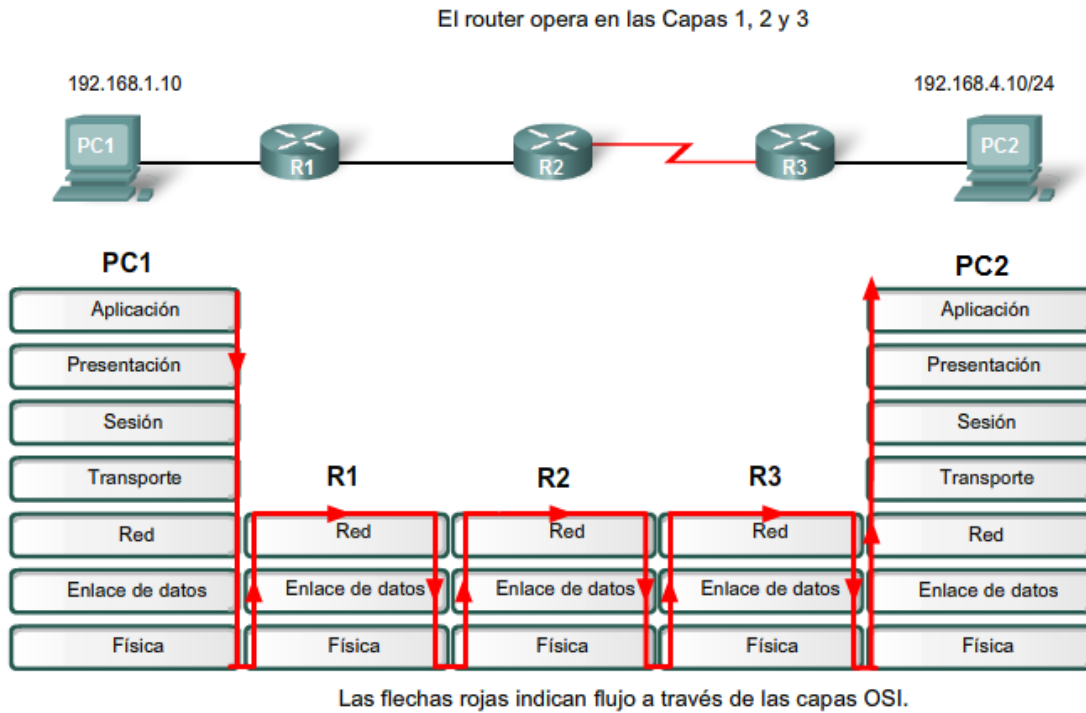 El router opera en las Capas 1, 2 y 3
192.168.1.10
192.168.4.10/24
PC1
R1
R2
R3
PC2
PC1
Aplicación
Presentación
Sesión
Transporte
Red
Enlace de datos
Física
R1
Red
Enlace de datos
Física
R2
Red
Enlace de datos
Física
R3
Red
Enlace de datos
Física
PC2
Aplicación
Presentación
Sesión
Transporte
Red
Enlace de datos
Física
Las flechas rojas indican flujo a través de las capas OSI.